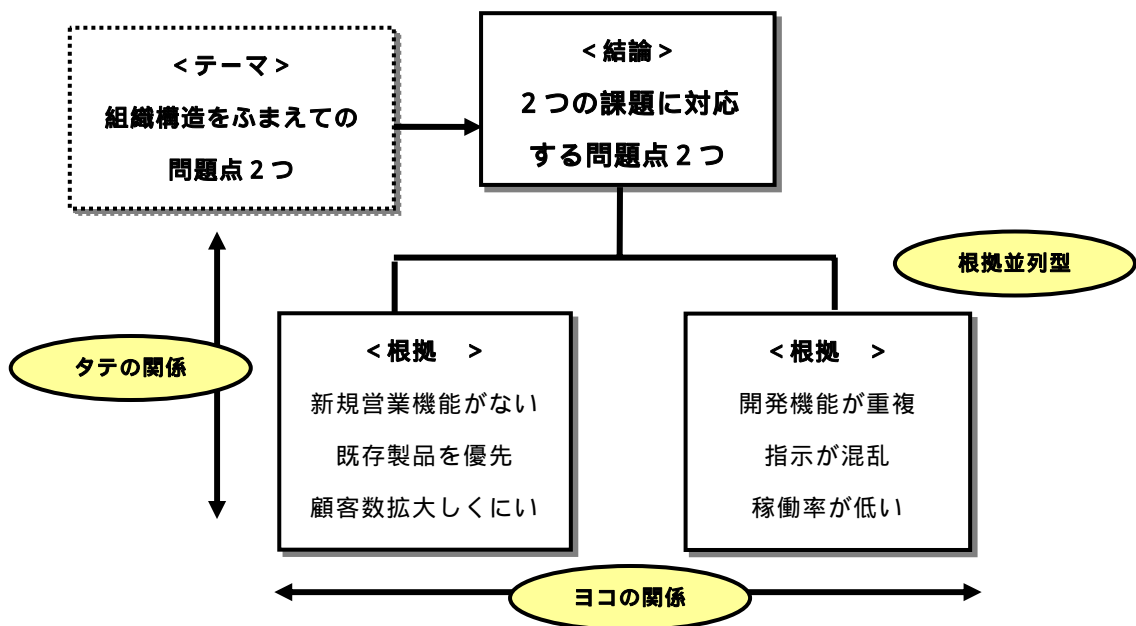 <テーマ>
組織構造をふまえての
問題点2つ
<結論>
2つの課題に対応
する問題点2つ
根拠並列型
タテの関係
<根拠　>
新規営業機能がない
既存製品を優先
顧客数拡大しくにい
<根拠　>
開発機能が重複
指示が混乱
稼働率が低い
ヨコの関係